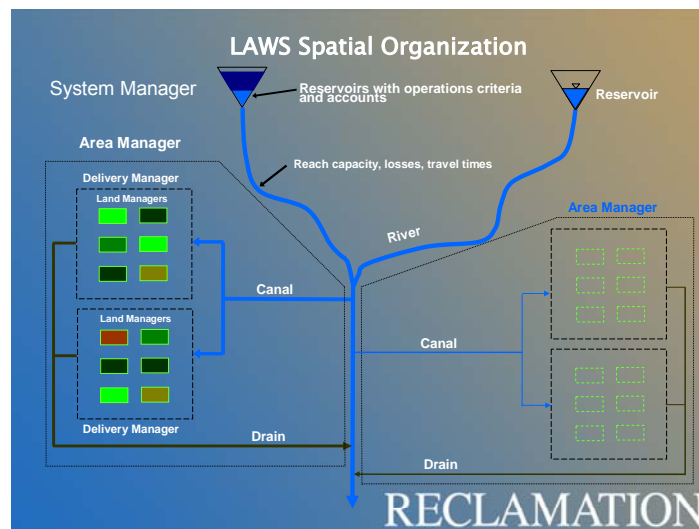 LAWS Spatial Organization
System Manager
Reservoirs with operations criteria
and accounts
Reservoir
Area Manager
Reach capacity, losses, travel times
Delivery Manager
Land Managers
Area Manager
River
Canal
Land Managers
Canal
Delivery Manager
Drain
Drain
RECLAMATION